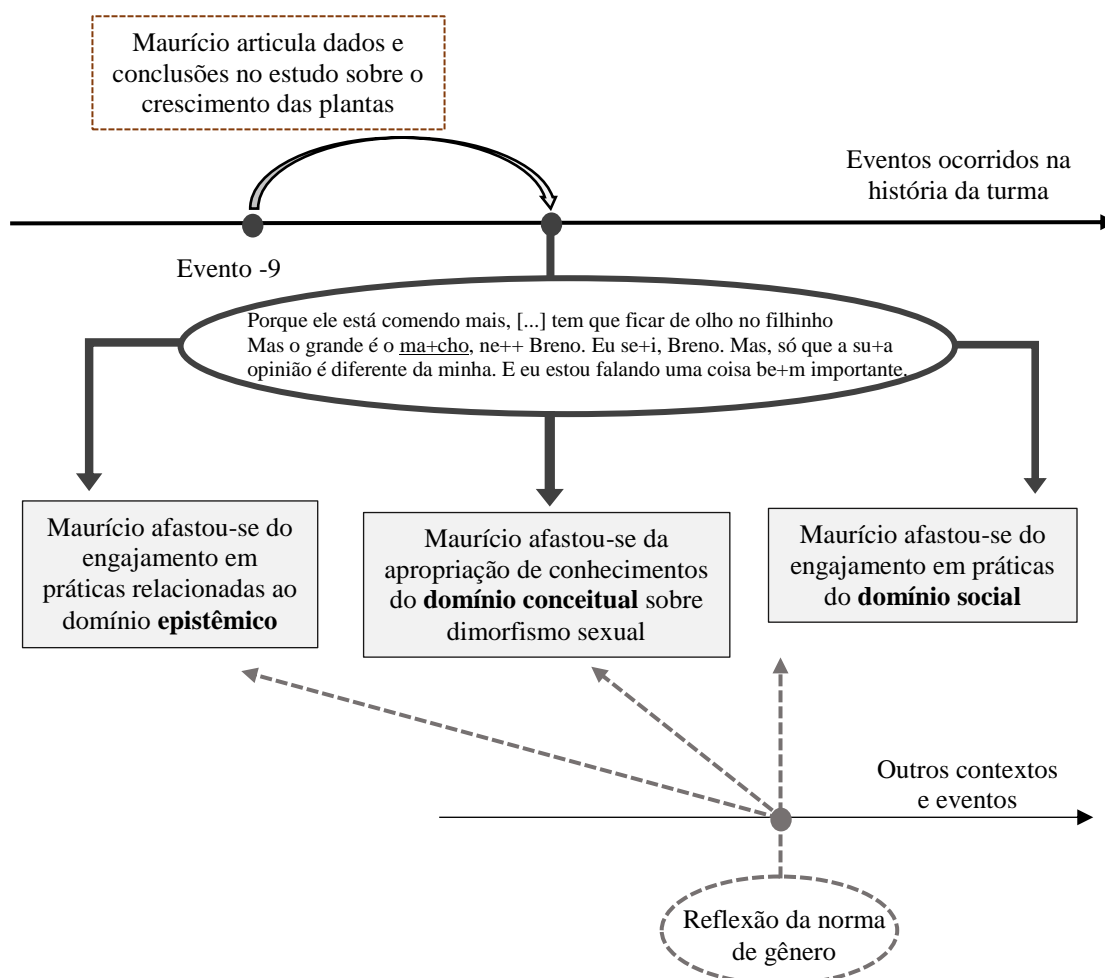 Maurício articula dados e
conclusões no estudo sobre o
crescimento das plantas
Eventos ocorridos na
história da turma
Evento -9
Porque ele está comendo mais, [...] tem que ficar de olho no filhinho
Mas o grande é o ma+cho, ne++ Breno. Eu se+i, Breno. Mas, só que a su+a
opinião é diferente da minha. E eu estou falando uma coisa be+m importante.
Maurício afastou-se do
engajamento em
práticas relacionadas ao
domínio epistêmico
Maurício afastou-se da
apropriação de conhecimentos
do domínio conceitual sobre
dimorfismo sexual
Maurício afastou-se do
engajamento em práticas
do domínio social
Outros contextos
e eventos
Reflexão da norma
de gênero